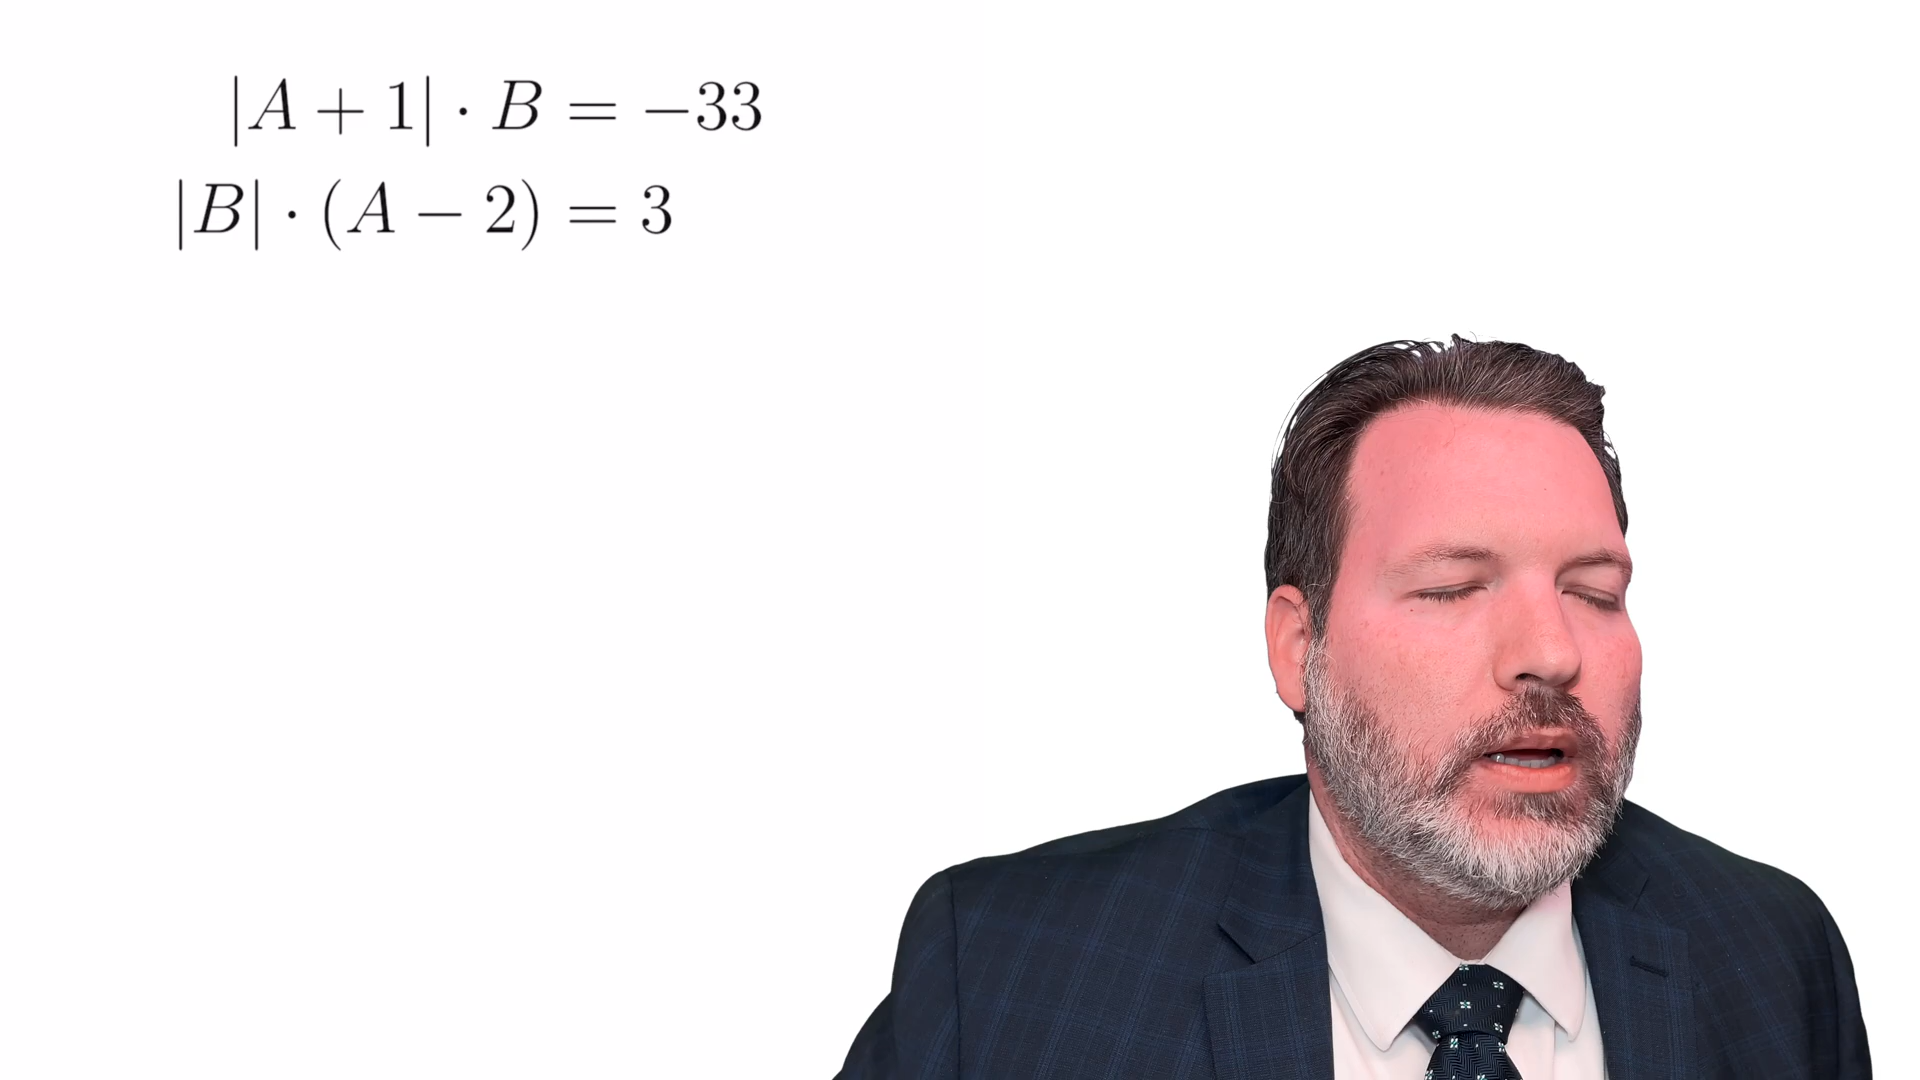 |A + 1| · B = −33
|B| · (A − 2) = 3